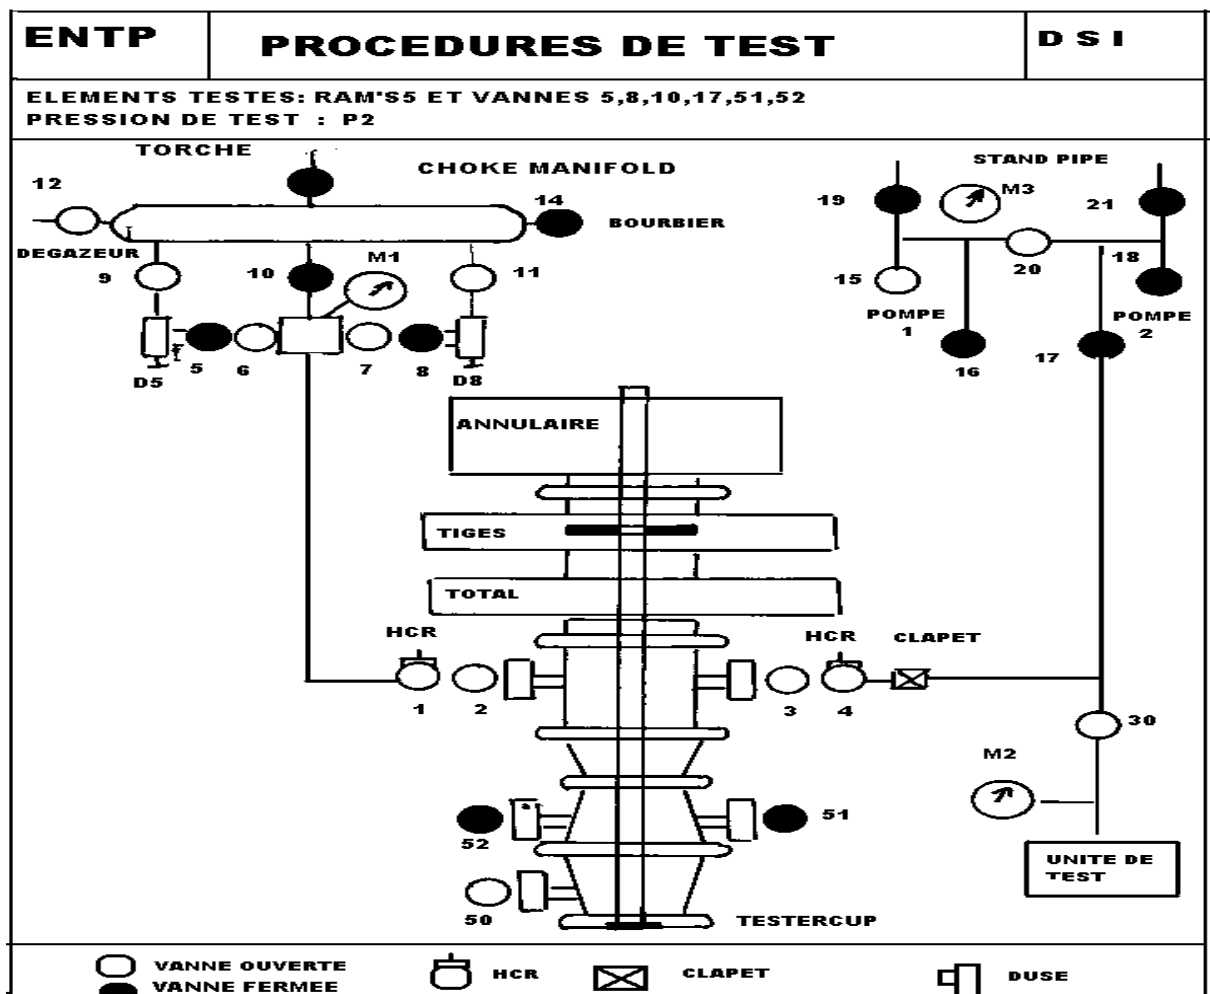 ENTP
PROCEDURES DE TEST
D S I
ELEMENTS TESTES: RAM'S5 ET VANNES 5,8,10,17,51,52
PRESSION DE TEST : P2
TORCHE
CHOKE MANIFOLD
STAND PIPE
12
14
19
M3
21
BOURBIER
DEGAZEUR
M1
9
10
11
15
20
18
POMPE
1
POMPE
2
5
6
7
8
16
17
D5
D8
ANNULAIRE
TIGES
TOTAL
HCR
HCR
CLAPET
1
2
3
4
30
M2
52
51
UNITE DE
TEST
50
TESTERCUP
VANNE OUVERTE
VANNE FERMEE
HCR
CLAPET
DUSE